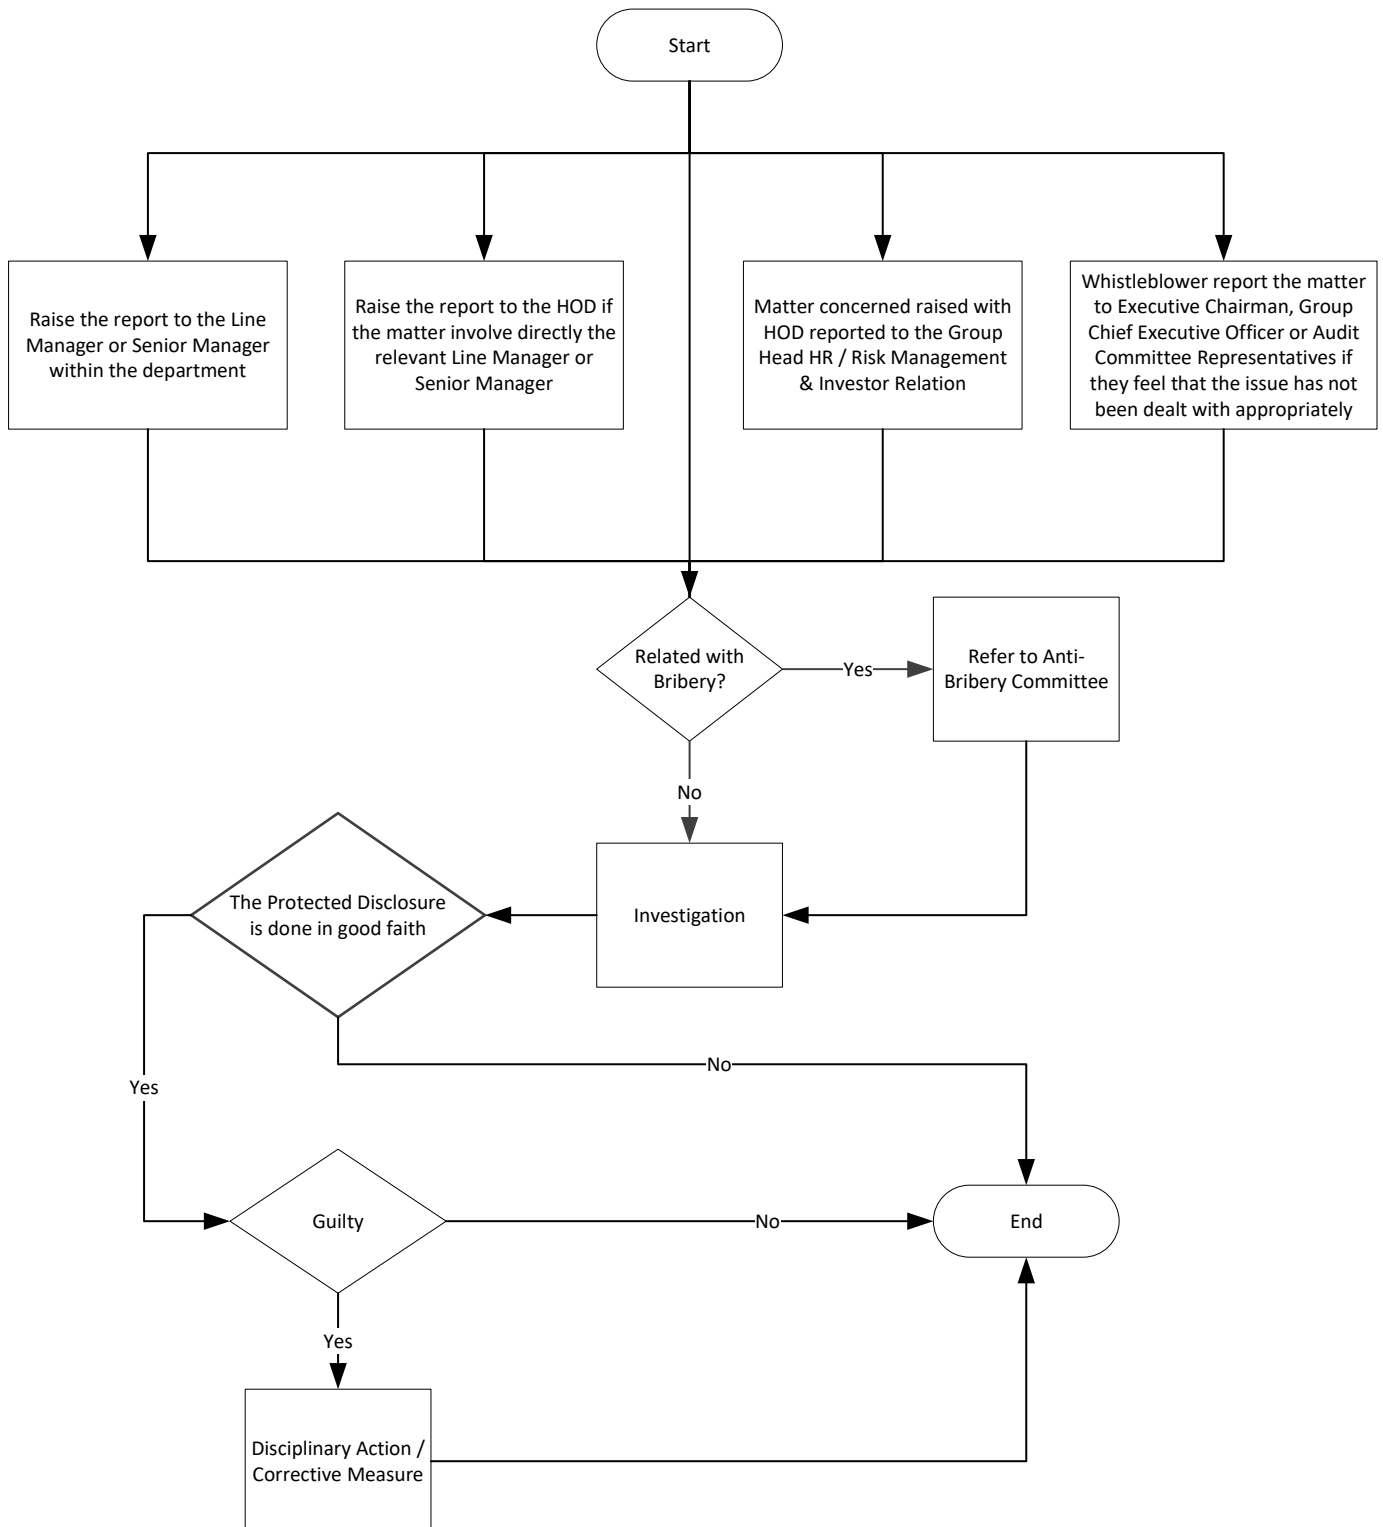 Start
Raise the report to the Line
Manager or Senior Manager
within the department
Raise the report to the HOD if
the matter involve directly the
relevant Line Manager or
Senior Manager
Matter concerned raised with
HOD reported to the Group
Head HR / Risk Management
& Investor Relation
Whistleblower report the matter
to Executive Chairman, Group
Chief Executive Officer or Audit
Committee Representatives if
they feel that the issue has not
been dealt with appropriately
Related with
Bribery?
Yes
Refer to Anti-
Bribery Committee
No
The Protected Disclosure
is done in good faith
Investigation
No
Yes
Guilty
No
End
Yes
Disciplinary Action /
Corrective Measure